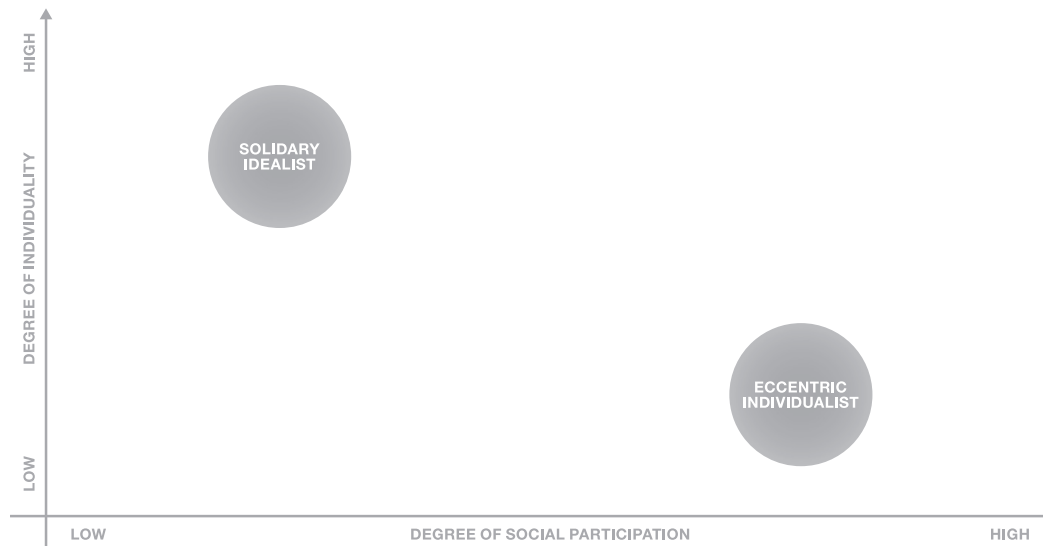 HIGH
DEGREE OF INDIVIDUALITY
LOW
SOLIDARY
IDEALIST
ECCENTRIC
INDIVIDUALIST
LOW
DEGREE OF SOCIAL PARTICIPATION
HIGH